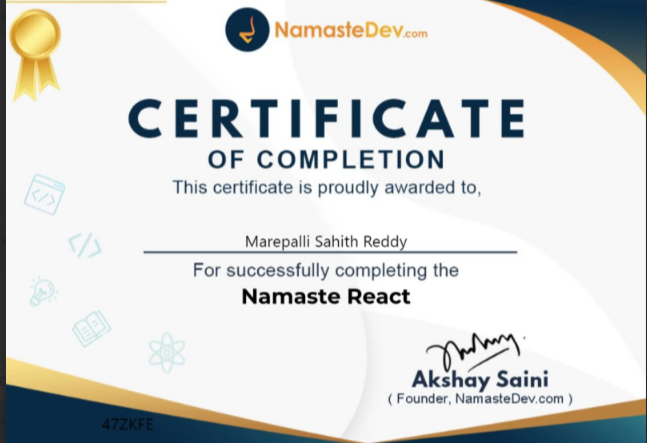 NamasteDev.com
CERTIFICATE
OF COMPLETION
This certificate is proudly awarded to,
Marepalli Sahith Reddy
For successfully completing the
Namaste React
Akshay Saini
( Founder, NamasteDev.com )
47ZKFE